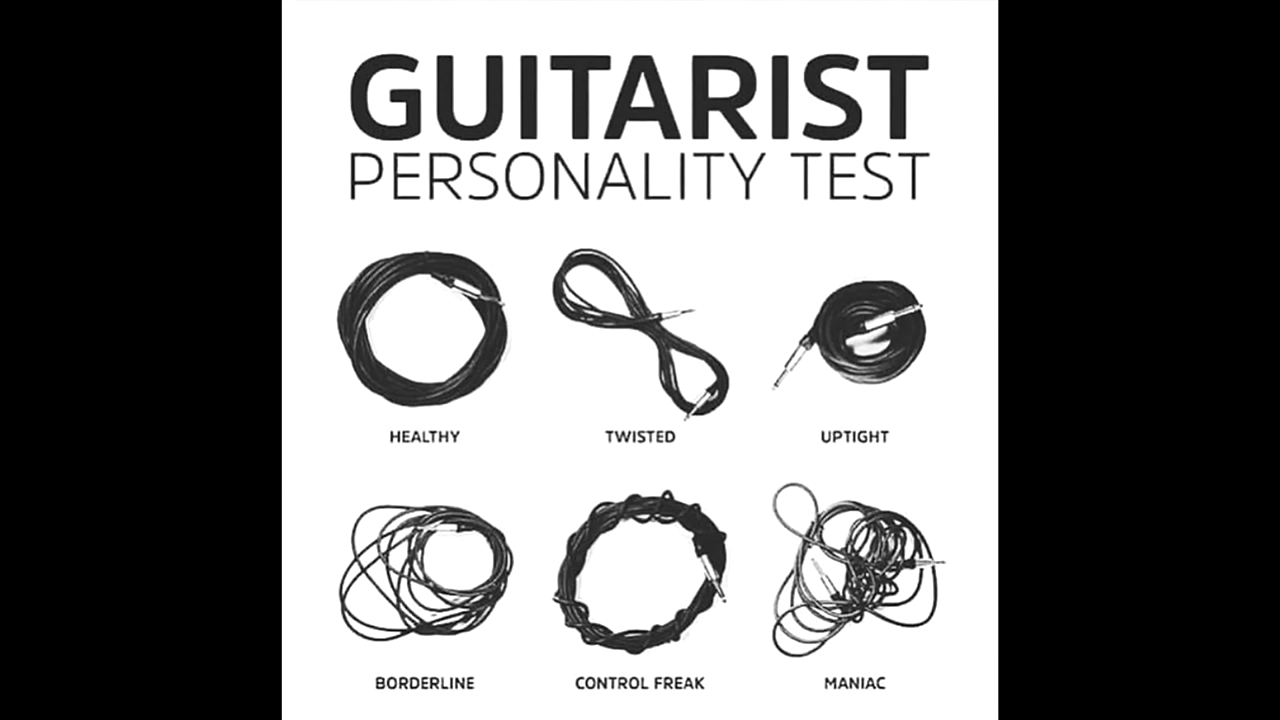 GUITARIST
PERSONALITY TEST
HEALTHY
TWISTED
UPTIGHT
BORDERLINE
CONTROL FREAK
MANIAC